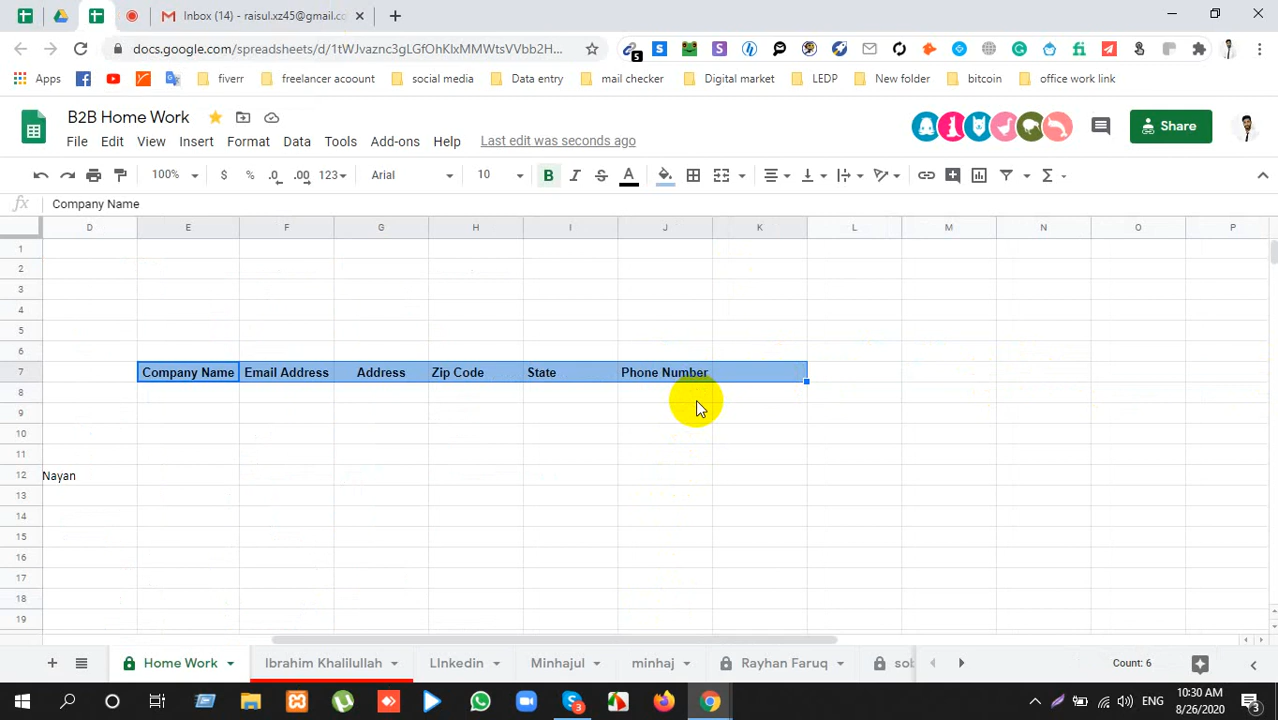 Inbox (14) - raisul.xz45@gmail.c
docs.google.com/spreadsheets/d/1tWJvaznc3gLGfOhKlxMMWtsVVbb2H...
Apps fiverr freelancer acoount social media Data entry mail checker Digital market LEDP New folder bitcoin office work link
B2B Home Work
File Edit View Insert Format Data Tools Add-ons Help Last edit was seconds ago
Share
100% $ % .0 .00 123 Arial 10 B I S A
fx Company Name
D E F G H I J K L M N O P
1
2
3
4
5
6
7 Company Name Email Address Address Zip Code State Phone Number
8
9
10
11
12 Nayan
13
14
15
16
17
18
19
Home Work Ibrahim Khalilullah LInkedin Minhajul minhaj Rayhan Faruq sob Count: 6
ENG 10:30 AM
8/26/2020